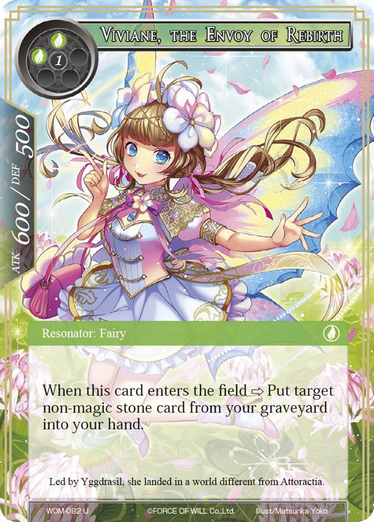 VIVIANE, THE ENVOY OF REBIRTH
1
ATK 600 / DEF 500
Resonator: Fairy
When this card enters the field ⇨ Put target
non-magic stone card from your graveyard
into your hand.
Led by Yggdrasil, she landed in a world different from Attoractia.
WOM-082 U ©FORCE OF WILL Co.,Ltd. Illust/Matsurika Yoko